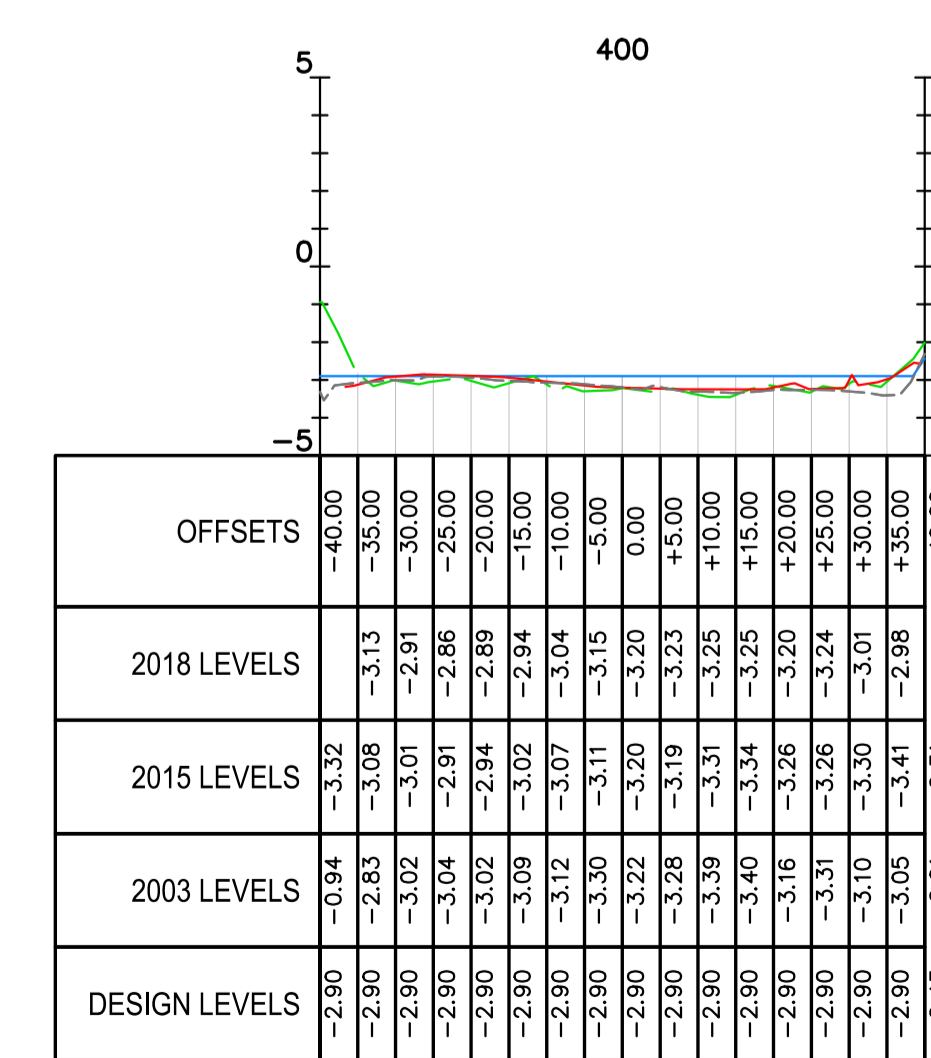 400
5
0
−5
OFFSETS −40.00 −35.00 −30.00 −25.00 −20.00 −15.00 −10.00 −5.00 0.00 +5.00 +10.00 +15.00 +20.00 +25.00 +30.00 +35.00
2018 LEVELS −3.13 −2.91 −2.86 −2.89 −2.94 −3.04 −3.15 −3.20 −3.23 −3.25 −3.25 −3.20 −3.24 −3.01 −2.98
2015 LEVELS −3.32 −3.08 −3.01 −2.91 −2.94 −3.02 −3.07 −3.11 −3.20 −3.19 −3.31 −3.34 −3.26 −3.26 −3.30 −3.41
2003 LEVELS −0.94 −2.83 −3.02 −3.04 −3.02 −3.09 −3.12 −3.30 −3.22 −3.28 −3.39 −3.40 −3.16 −3.31 −3.10 −3.05
DESIGN LEVELS −2.90 −2.90 −2.90 −2.90 −2.90 −2.90 −2.90 −2.90 −2.90 −2.90 −2.90 −2.90 −2.90 −2.90 −2.90 −2.90